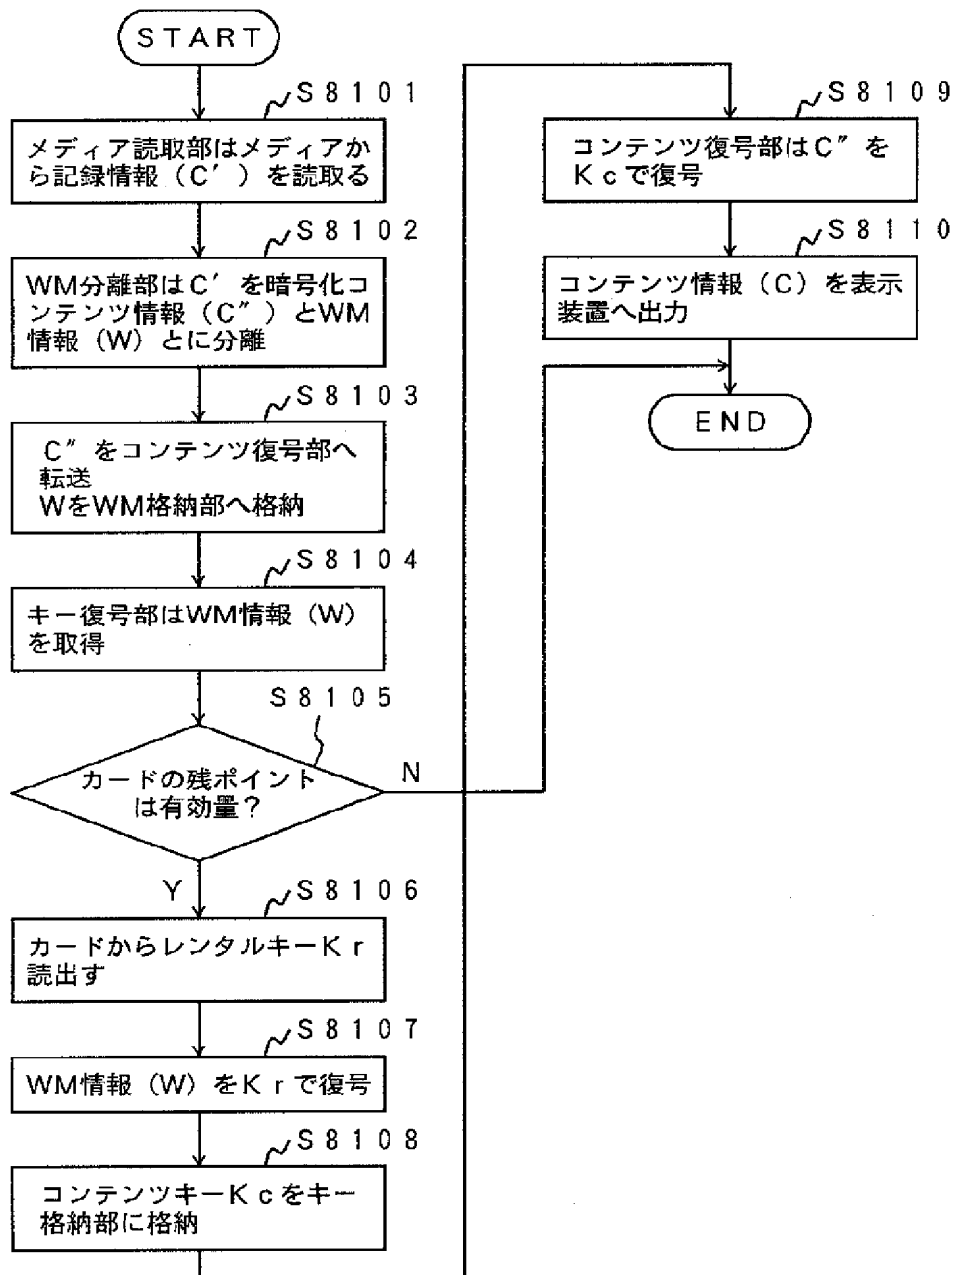 START
S8101
メディア読取部はメディアか
ら記録情報（C′）を読取る
S8102
WM分離部はC′を暗号化コ
ンテンツ情報（C″）とWM
情報（W）とに分離
S8103
C″をコンテンツ復号部へ
転送
WをWM格納部へ格納
S8104
キー復号部はWM情報（W）
を取得
S8105
カードの残ポイント
は有効量？
N
Y
S8106
カードからレンタルキーKr
読出す
S8107
WM情報（W）をKrで復号
S8108
コンテンツキーKcをキー
格納部に格納
S8109
コンテンツ復号部はC″を
Kcで復号
S8110
コンテンツ情報（C）を表示
装置へ出力
END